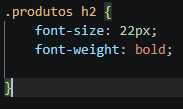 .produtos h2 {
    font-size: 22px;
    font-weight: bold;
}